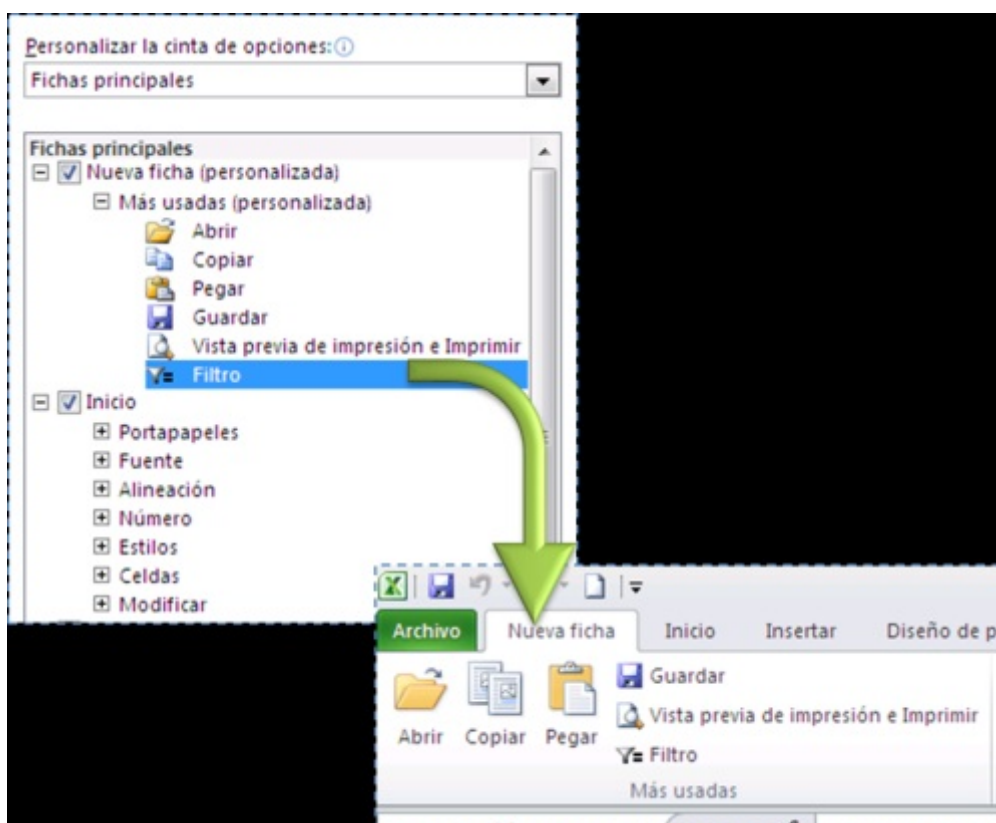 Personalizar la cinta de opciones:
Fichas principales
Fichas principales
Nueva ficha (personalizada)
Más usadas (personalizada)
Abrir
Copiar
Pegar
Guardar
Vista previa de impresión e Imprimir
Filtro
Inicio
Portapapeles
Fuente
Alineación
Número
Estilos
Celdas
Modificar
Archivo Nueva ficha Inicio Insertar Diseño de p
Abrir Copiar Pegar
Guardar
Vista previa de impresión e Imprimir
Filtro
Más usadas